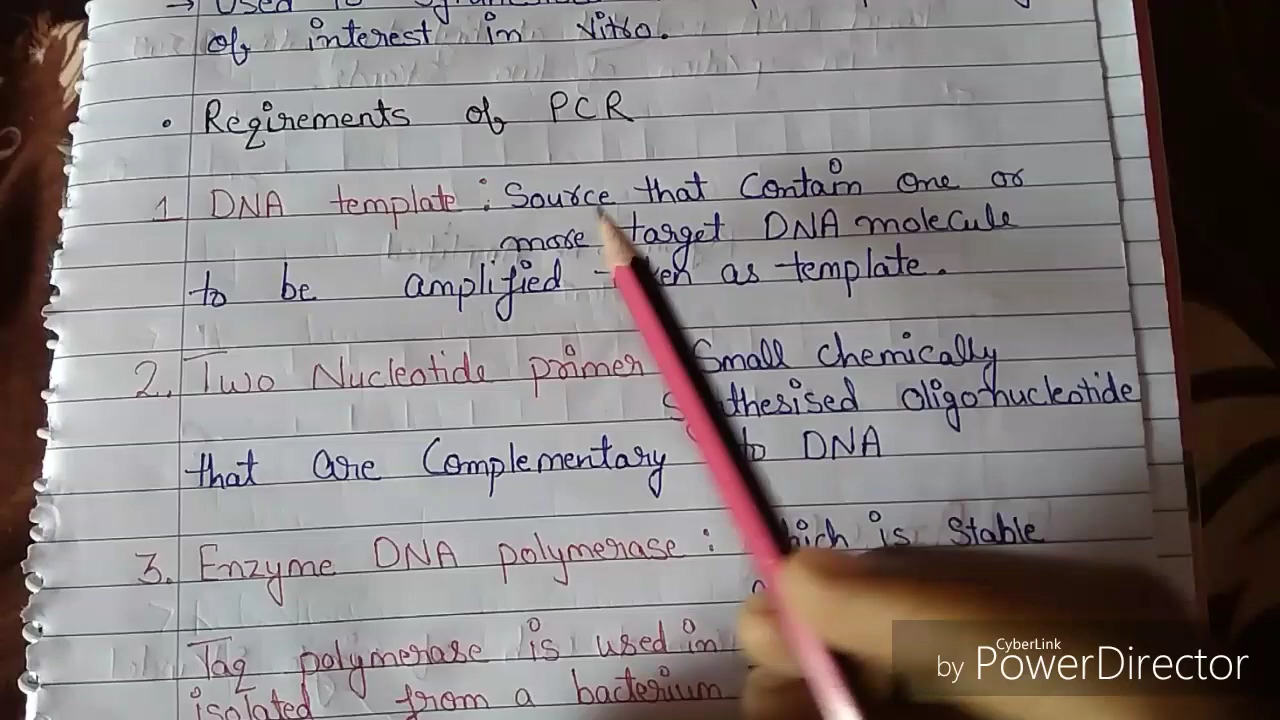 → Used to
of interest in vitro.
• Reqirements of PCR
1 DNA template : Source that Contain one or
more target DNA molecule
to be amplified as template.
2. Two Nucleotide primer Small chemically
oligonucleotide
that are Complementary to DNA
3. Enzyme DNA polymerase : is stable
Taq polymerase is used in
isolated from a bacterium
CyberLink
by PowerDirector